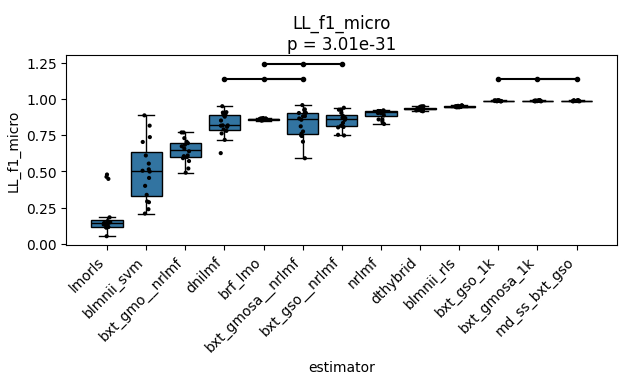 LL_f1_micro
p = 3.01e-31
LL_f1_micro
1.25
1.00
0.75
0.50
0.25
0.00
lmorls
blmnii_svm
bxt_gmo__nrlmf
dnilmf
brf_lmo
bxt_gmosa__nrlmf
bxt_gso__nrlmf
nrlmf
dthybrid
blmnii_rls
bxt_gso_1k
bxt_gmosa_1k
md_ss_bxt_gso
estimator